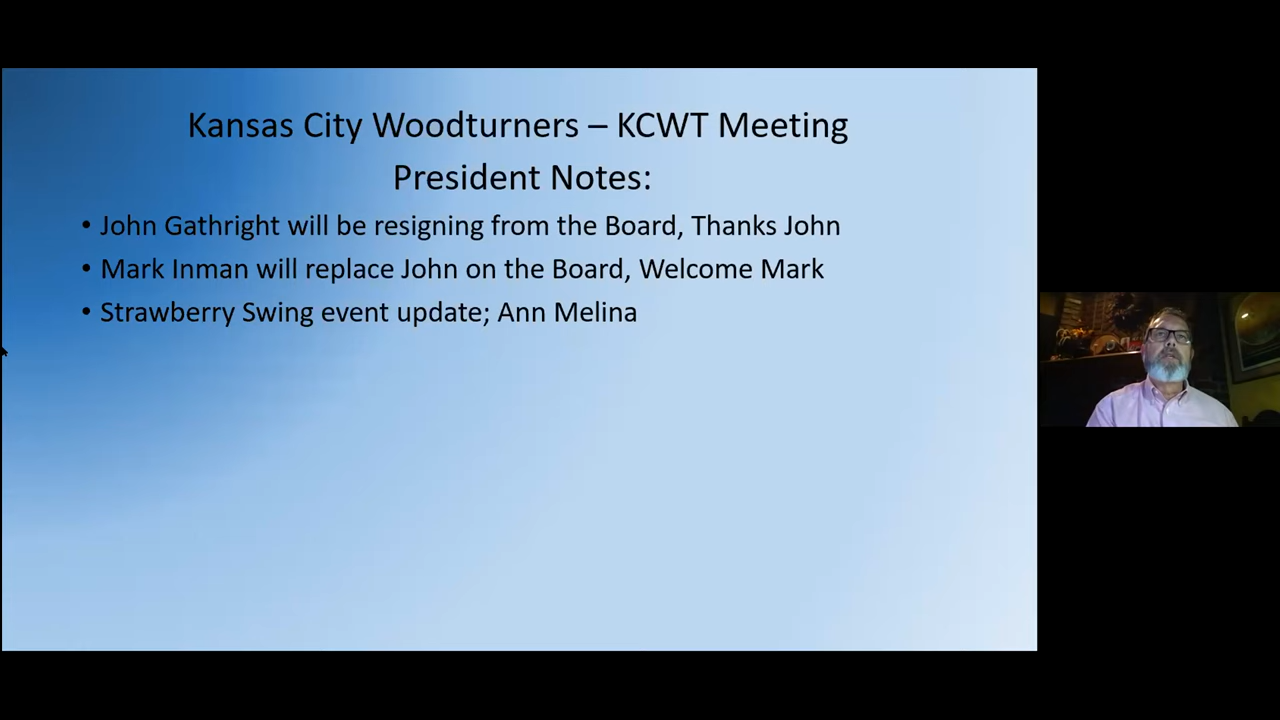 Kansas City Woodturners – KCWT Meeting
President Notes:
• John Gathright will be resigning from the Board, Thanks John
• Mark Inman will replace John on the Board, Welcome Mark
• Strawberry Swing event update; Ann Melina